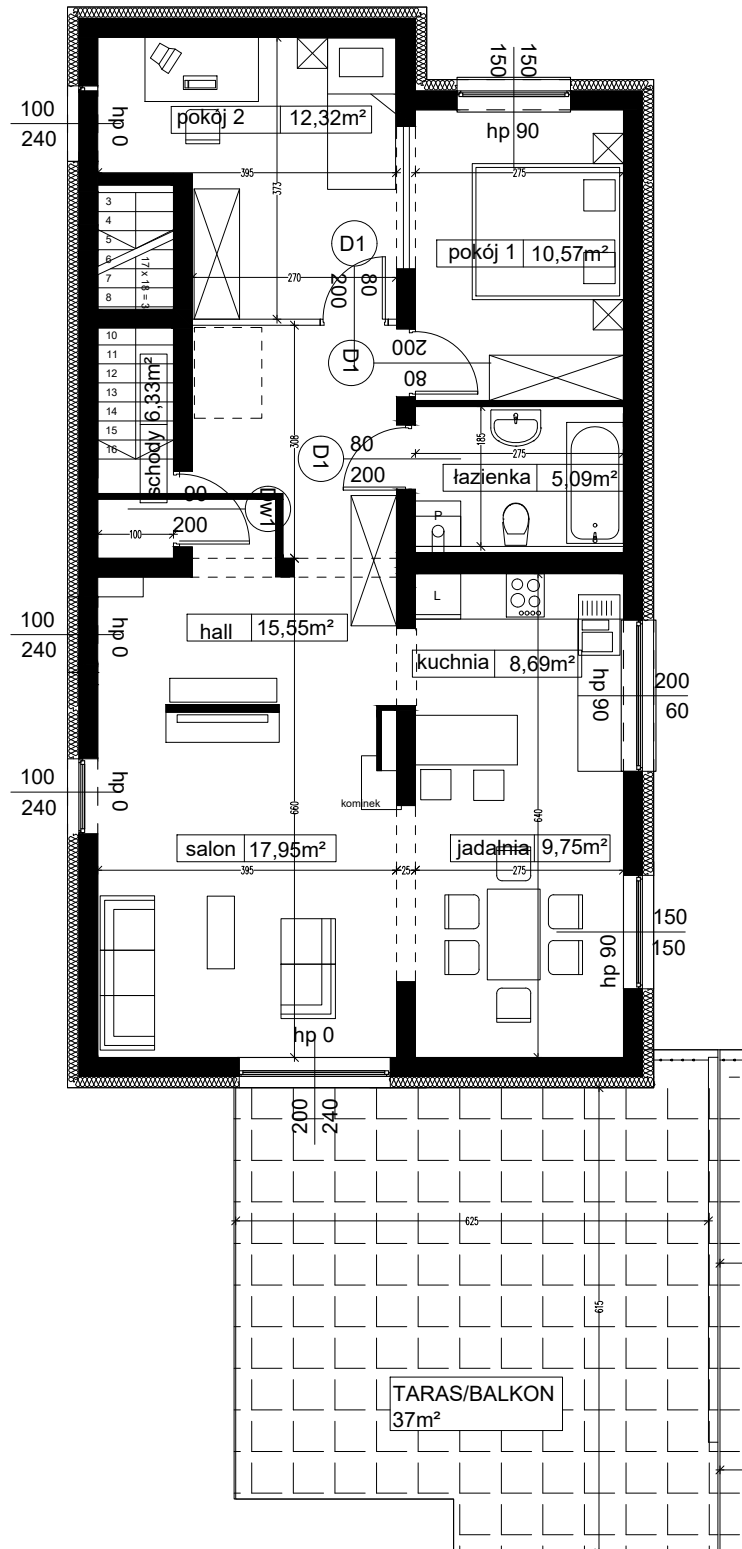 150
150
100
240
hp 0
pokój 2 12,32m²
hp 90
395
373
275
3
4
5
6
7
8
D1
pokój 1 10,57m²
270
80
200
200
80
D1
10
11
12
13
14
15
16
schody 6,33m²
308
D1
80
200
185
275
łazienka 5,09m²
90
200
DW1
P
100
L
100
240
hp 0
hall 15,55m²
kuchnia 8,69m²
hp 90
200
60
100
240
hp 0
kominek
660
640
salon 17,95m²
jadalnia 9,75m²
395
25
275
150
150
hp 90
hp 0
200
240
625
615
TARAS/BALKON
37m²